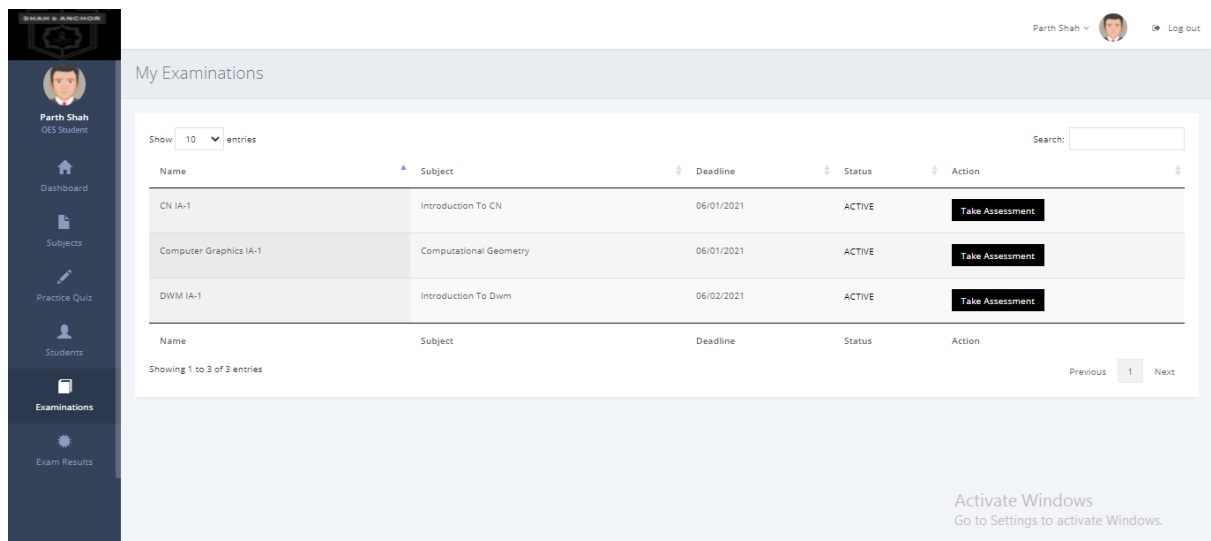 SHAH & ANCHOR
Parth Shah
Log out
Parth Shah
OES Student
Dashboard
Subjects
Practice Quiz
Students
Examinations
Exam Results
My Examinations
Show 10 entries
Search:
Name Subject Deadline Status Action
CN IA-1 Introduction To CN 06/01/2021 ACTIVE Take Assessment
Computer Graphics IA-1 Computational Geometry 06/01/2021 ACTIVE Take Assessment
DWM IA-1 Introduction To Dwm 06/02/2021 ACTIVE Take Assessment
Name Subject Deadline Status Action
Showing 1 to 3 of 3 entries
Previous 1 Next
Activate Windows
Go to Settings to activate Windows.